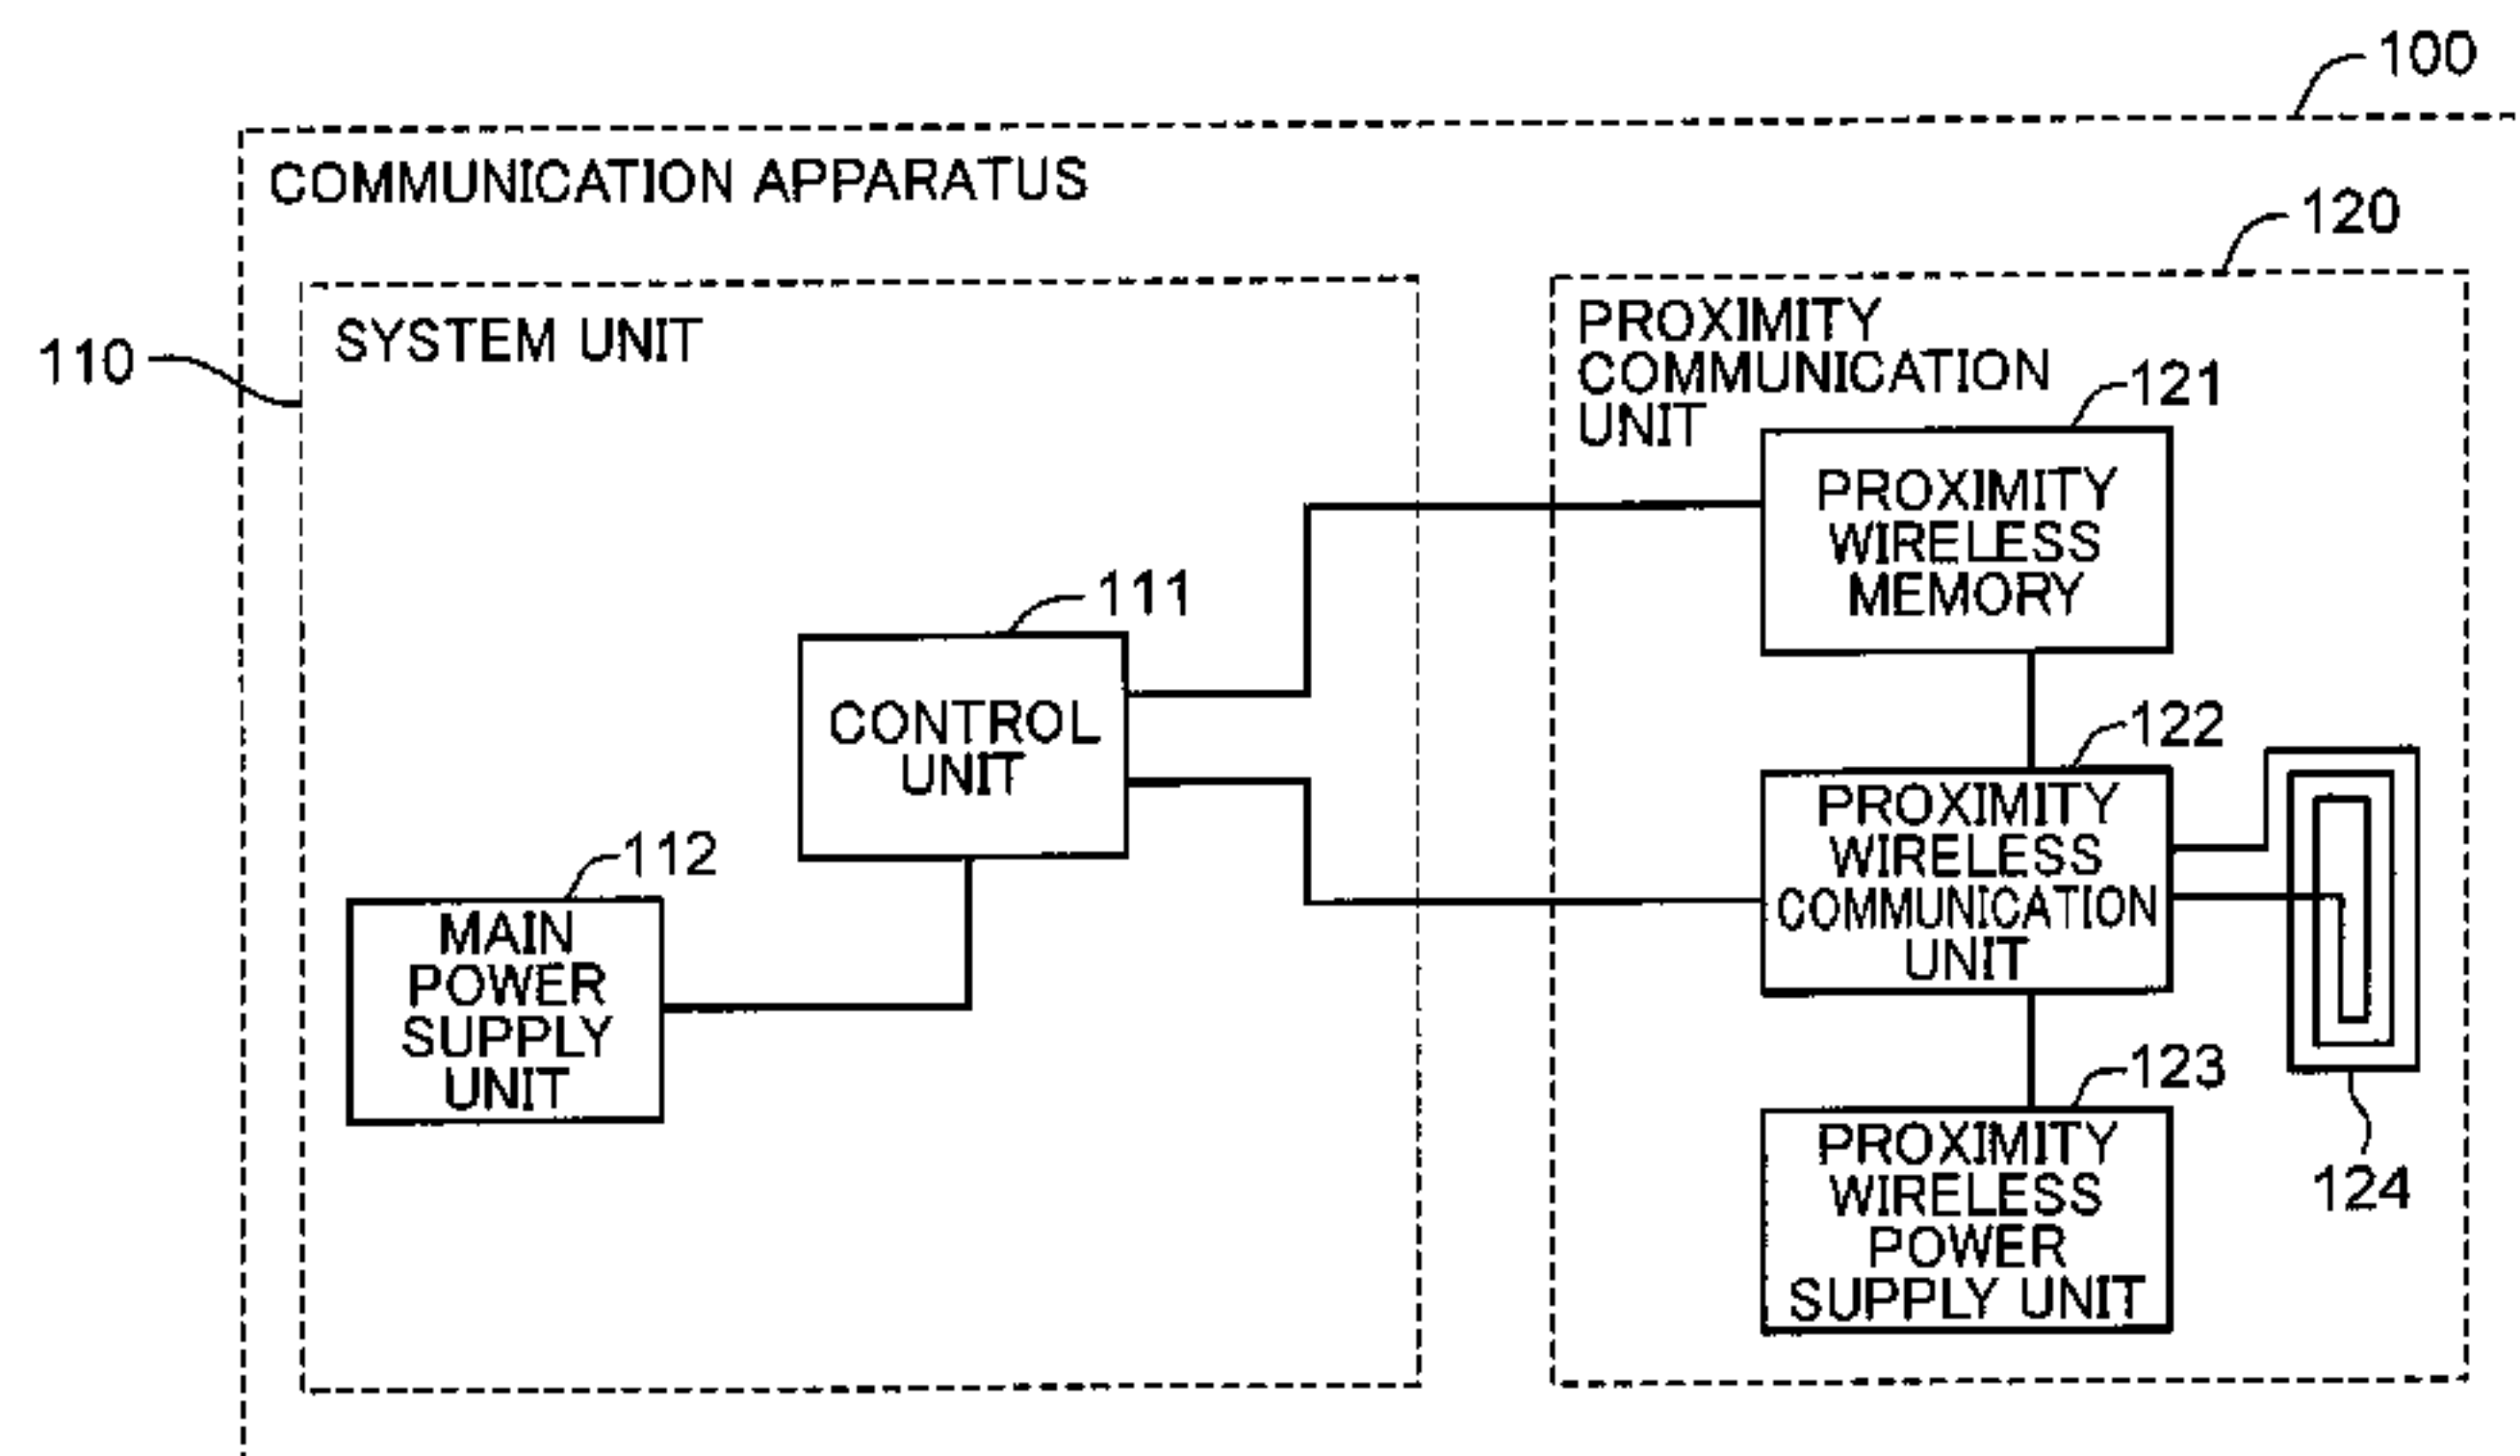 100
COMMUNICATION APPARATUS
120
110
SYSTEM UNIT
PROXIMITY
COMMUNICATION
UNIT
121
PROXIMITY
WIRELESS
MEMORY
111
CONTROL
UNIT
122
PROXIMITY
WIRELESS
COMMUNICATION
UNIT
112
MAIN
POWER
SUPPLY
UNIT
123
PROXIMITY
WIRELESS
POWER
SUPPLY UNIT
124